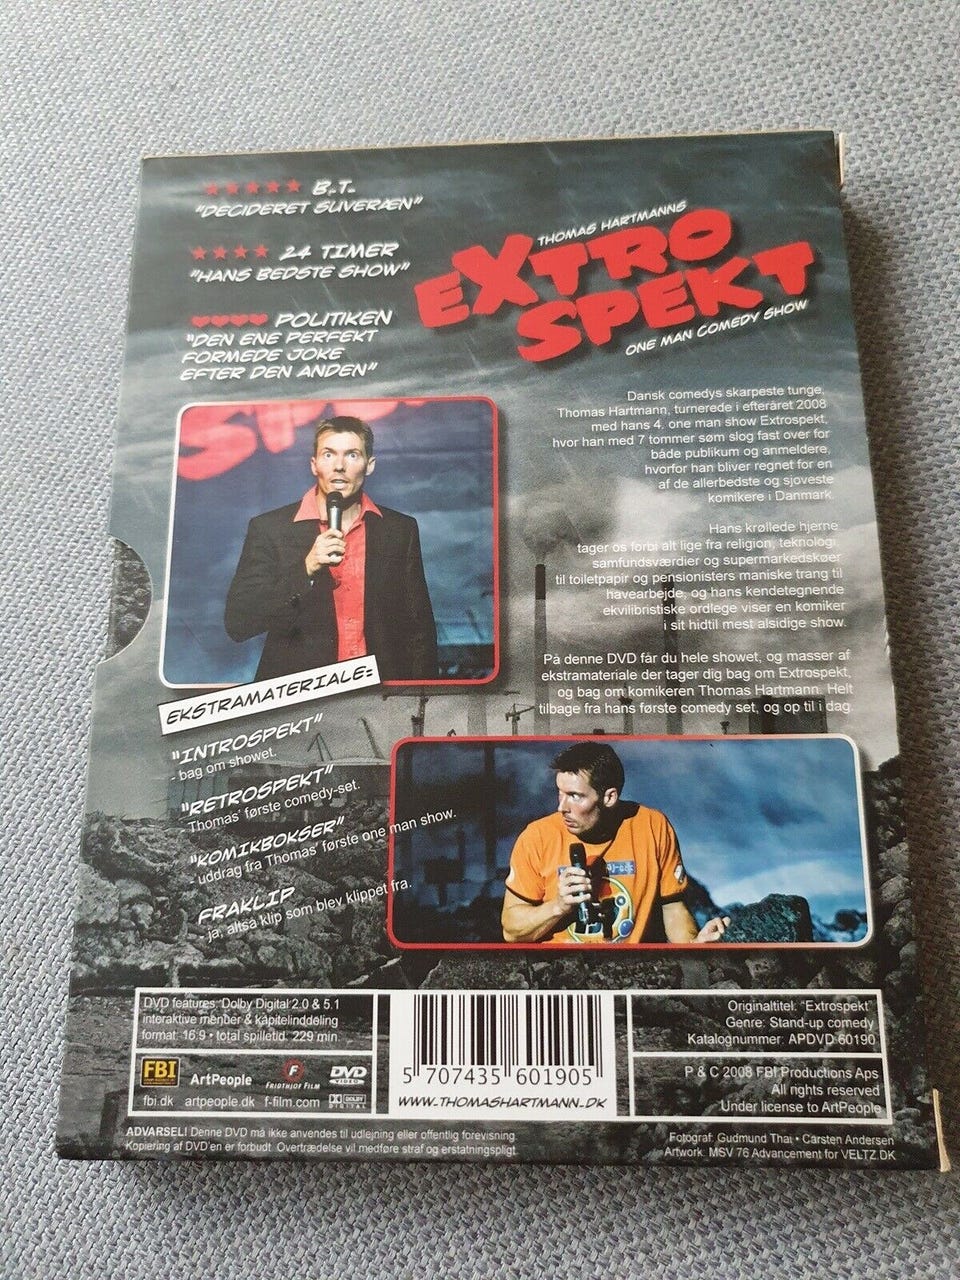 ★★★★★ B.T.
"DECIDERET SUVERÆN"
★★★★ 24 TIMER
"HANS BEDSTE SHOW"
♥♥♥♥ POLITIKEN
"DEN ENE PERFEKT
FORMEDE JOKE
EFTER DEN ANDEN"
THOMAS HARTMANNS
EXTRO
SPEKT
ONE MAN COMEDY SHOW
Dansk comedys skarpeste tunge,
Thomas Hartmann, turnerede i efteråret 2008
med hans 4. one man show Extrospekt,
hvor han med 7 tommer søm slog fast over for
både publikum og anmeldere,
hvorfor han bliver regnet for en
af de allerbedste og sjoveste
komikere i Danmark.
Hans krøllede hjerne
tager os forbi alt lige fra religion, teknologi,
samfundsværdier og supermarkedskøer
til toiletpapir og pensionisters maniske trang til
havearbejde, og hans kendetegnende
ekvilibristiske ordlege viser en komiker
i sit hidtil mest alsidige show.
På denne DVD får du hele showet, og masser af
ekstramateriale der tager dig bag om Extrospekt,
og bag om komikeren Thomas Hartmann. Helt
tilbage fra hans første comedy set, og op til i dag.
SPE
EKSTRAMATERIALE:
"INTROSPEKT"
- bag om showet.
"RETROSPEKT"
Thomas' første comedy-set.
"KOMIKBOKSER"
uddrag fra Thomas' første one man show.
FRAKLIP
- ja, altså klip som blev klippet fra.
DVD features: Dolby Digital 2.0 & 5.1
interaktive menuer & kapitelinddeling
format: 16:9 • total spilletid: 229 min.
FBI
ArtPeople
F
FRIDTHJOF FILM
DVD
VIDEO
DOLBY
DIGITAL
fbi.dk artpeople.dk f-film.com
5 707435 601905
WWW.THOMASHARTMANN.DK
Originaltitel: "Extrospekt"
Genre: Stand-up comedy
Katalognummer: APDVD 60190
P & C 2008 FBI Productions Aps
All rights reserved
Under license to ArtPeople
ADVARSEL! Denne DVD må ikke anvendes til udlejning eller offentlig forevisning.
Kopiering af DVD'en er forbudt. Overtrædelse vil medføre straf og erstatningspligt.
Fotograf: Gudmund Thai • Carsten Andersen
Artwork: MSV 76 Advancement for VELTZ.DK